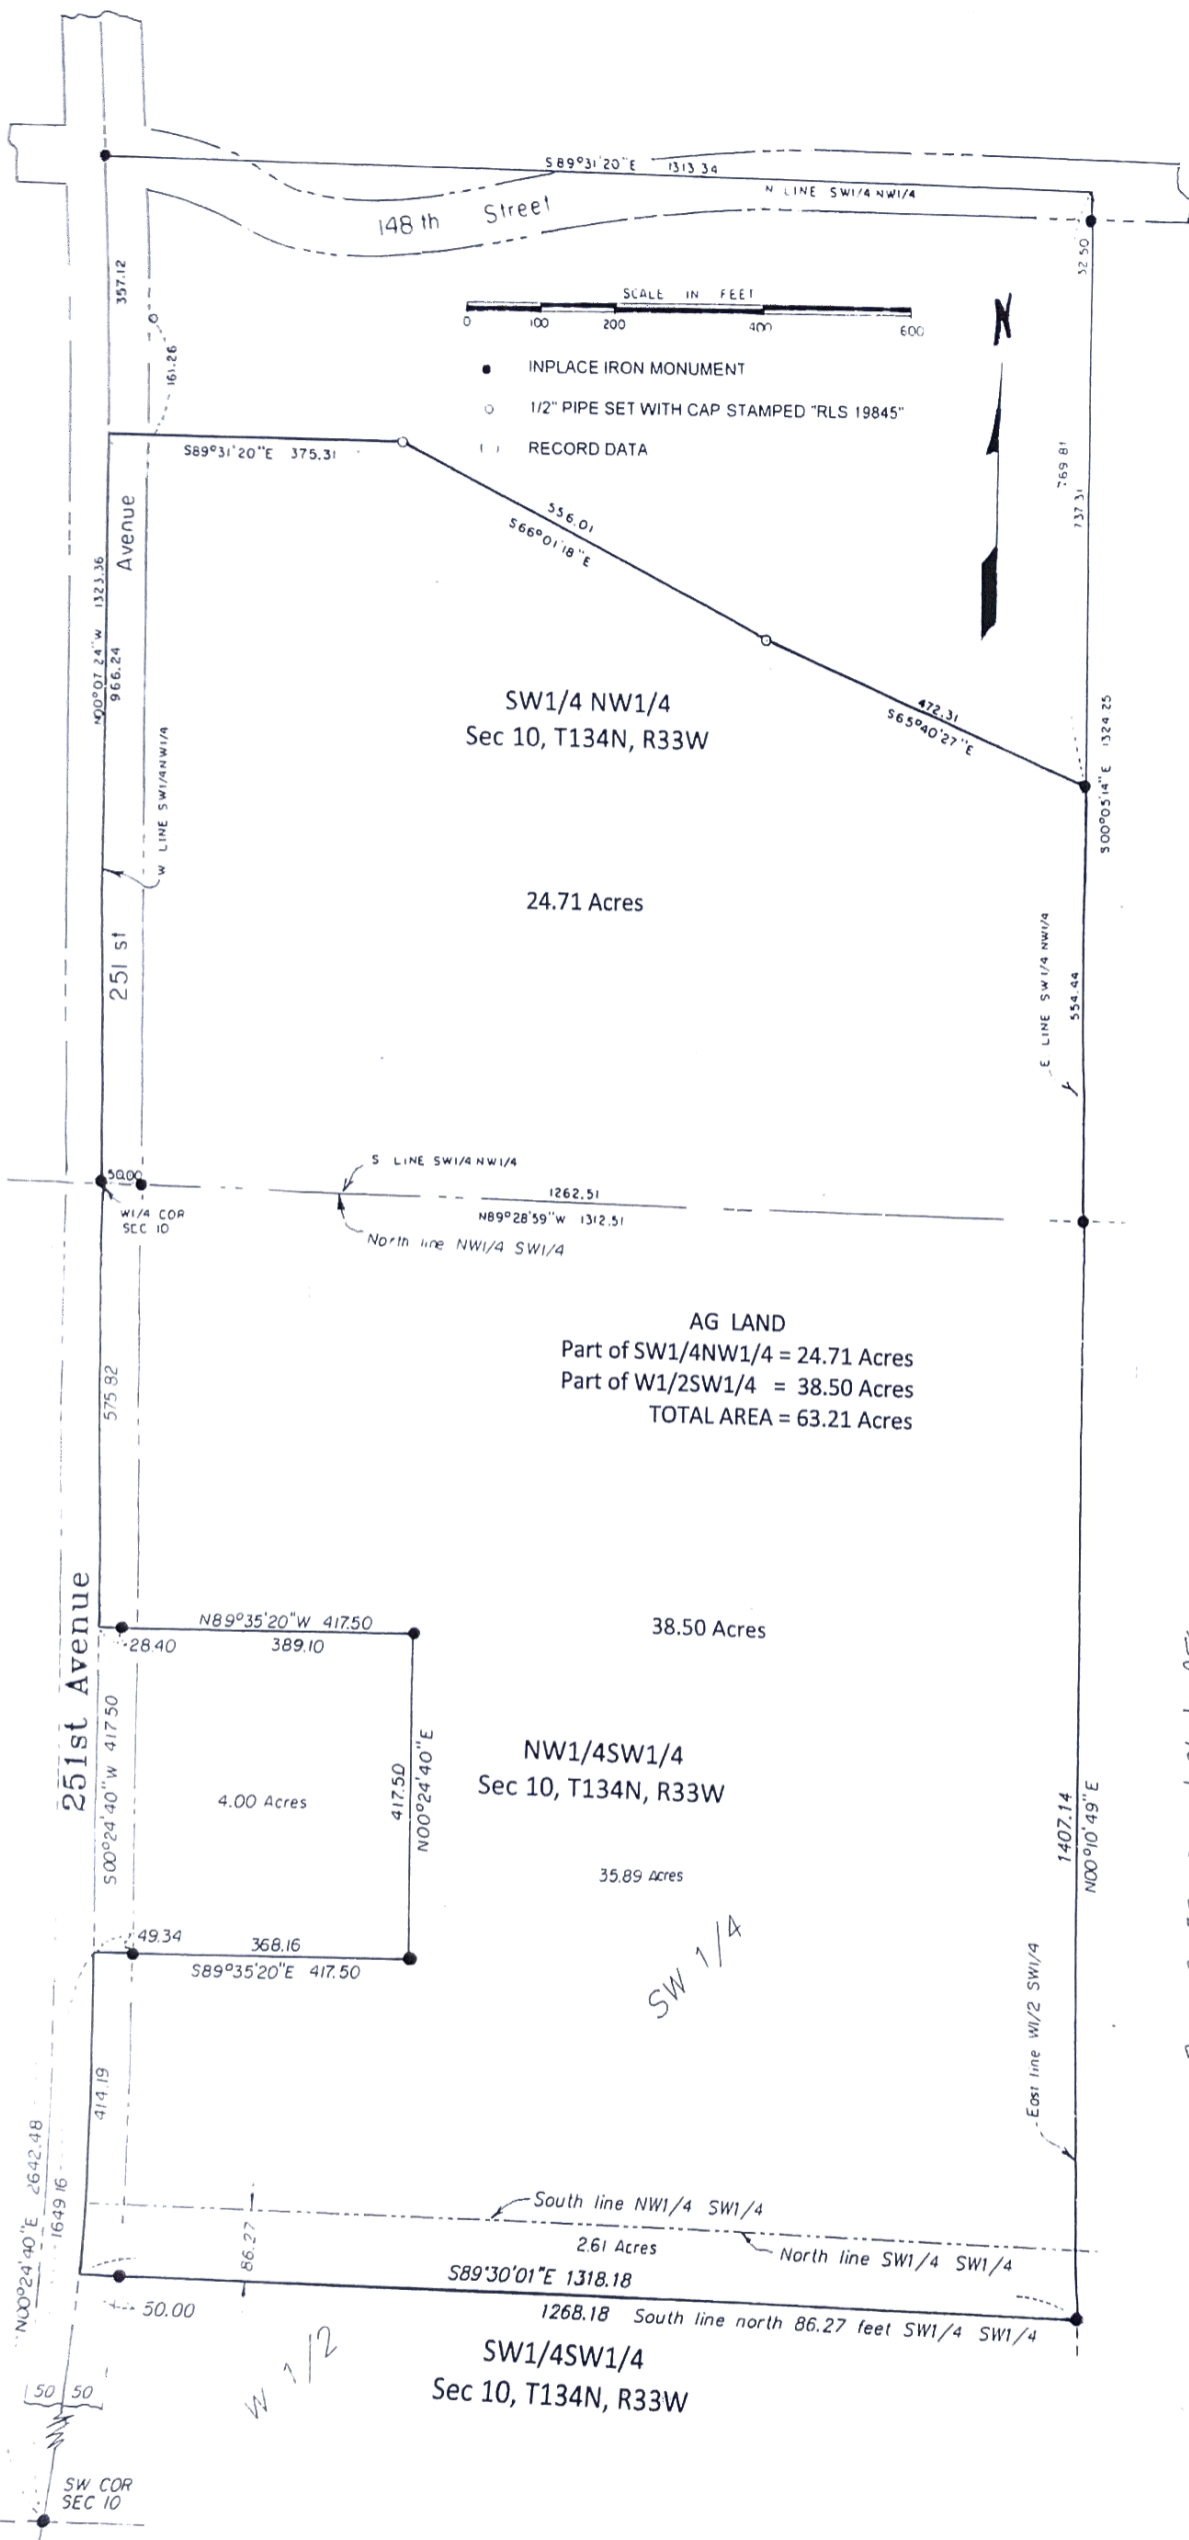 S89°31'20"E 1313.34
N LINE SW1/4 NW1/4
148th Street
32.50
357.12
161.26
SCALE IN FEET
0 100 200 400 600
N
INPLACE IRON MONUMENT
1/2" PIPE SET WITH CAP STAMPED "RLS 19845"
( ) RECORD DATA
S89°31'20"E 375.31
556.01
S66°01'18"E
769.81
737.31
Avenue
N00°07'24"W 1323.36
966.24
SW1/4 NW1/4
Sec 10, T134N, R33W
472.31
S65°40'27"E
S00°05'14"E 1324.25
W LINE SW1/4NW1/4
24.71 Acres
251 st
E LINE SW1/4 NW1/4
554.44
50.00
S LINE SW1/4 NW1/4
1262.51
N89°28'59"W 1312.51
W1/4 COR
SEC 10
North line NW1/4 SW1/4
AG LAND
Part of SW1/4NW1/4 = 24.71 Acres
Part of W1/2SW1/4 = 38.50 Acres
TOTAL AREA = 63.21 Acres
575.82
251st Avenue
N89°35'20"W 417.50
28.40 389.10
38.50 Acres
S00°24'40"W 417.50
4.00 Acres
417.50
N00°24'40"E
NW1/4SW1/4
Sec 10, T134N, R33W
35.89 Acres
1407.14
N00°10'49"E
49.34 368.16
S89°35'20"E 417.50
SW 1/4
East line W1/2 SW1/4
414.19
N00°24'40"E 2642.48
1649.16
South line NW1/4 SW1/4
86.27
2.61 Acres
North line SW1/4 SW1/4
S89°30'01"E 1318.18
50.00
1268.18 South line north 86.27 feet SW1/4 SW1/4
W 1/2
SW1/4SW1/4
Sec 10, T134N, R33W
50 50
SW COR
SEC 10